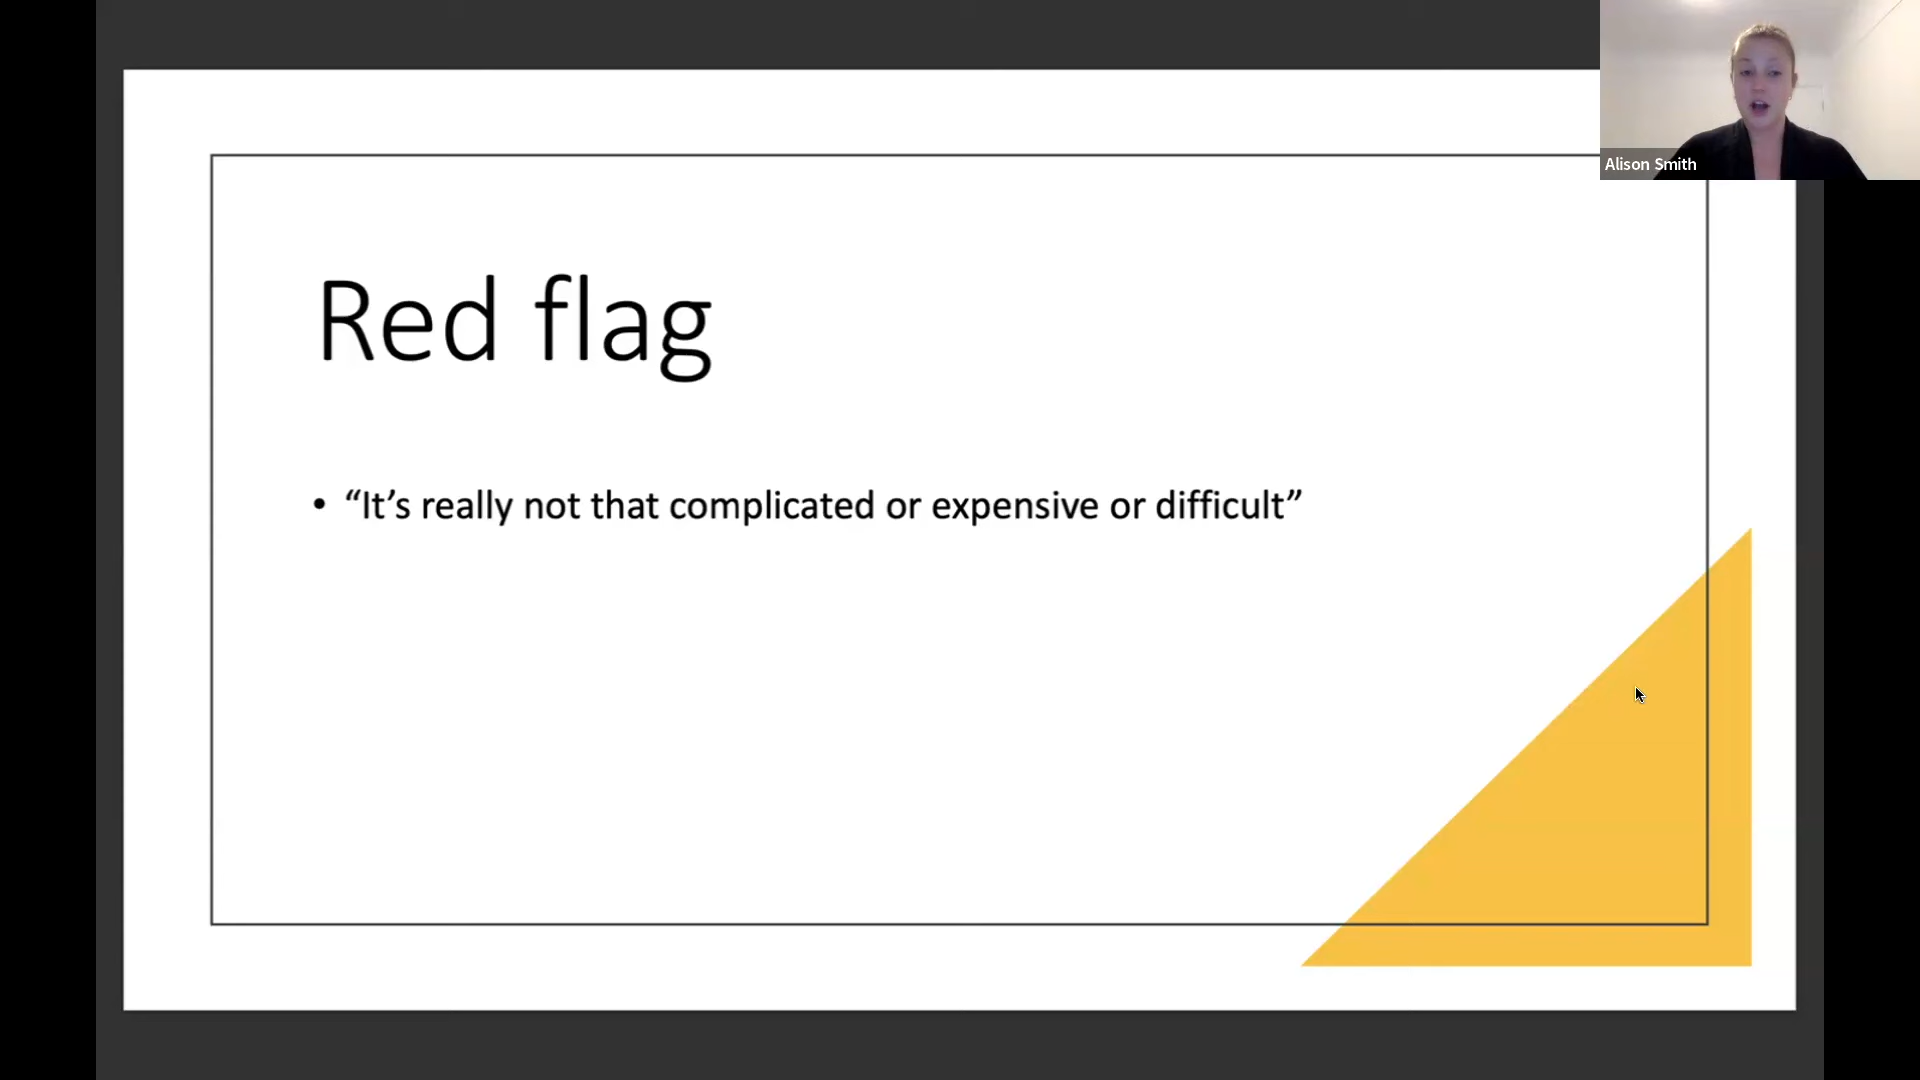 Alison Smith
Red flag
• “It’s really not that complicated or expensive or difficult”